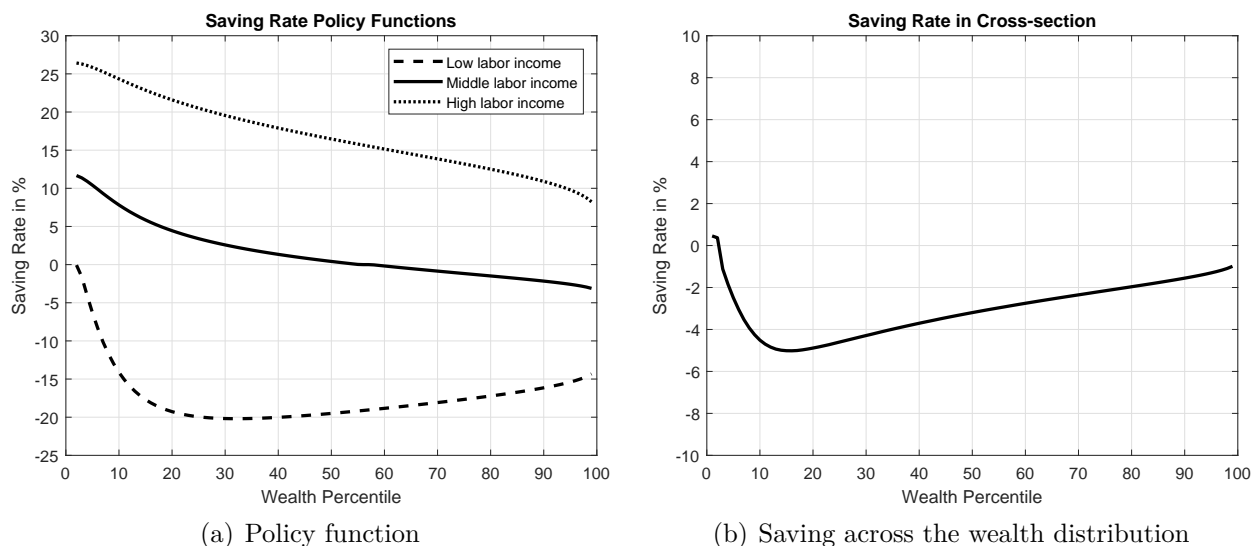 Saving Rate Policy Functions
30
25
20
15
10
5
0
-5
-10
-15
-20
-25
Saving Rate in %
Low labor income
Middle labor income
High labor income
0 10 20 30 40 50 60 70 80 90 100
Wealth Percentile
(a) Policy function
Saving Rate in Cross-section
10
8
6
4
2
0
-2
-4
-6
-8
-10
Saving Rate in %
0 10 20 30 40 50 60 70 80 90 100
Wealth Percentile
(b) Saving across the wealth distribution